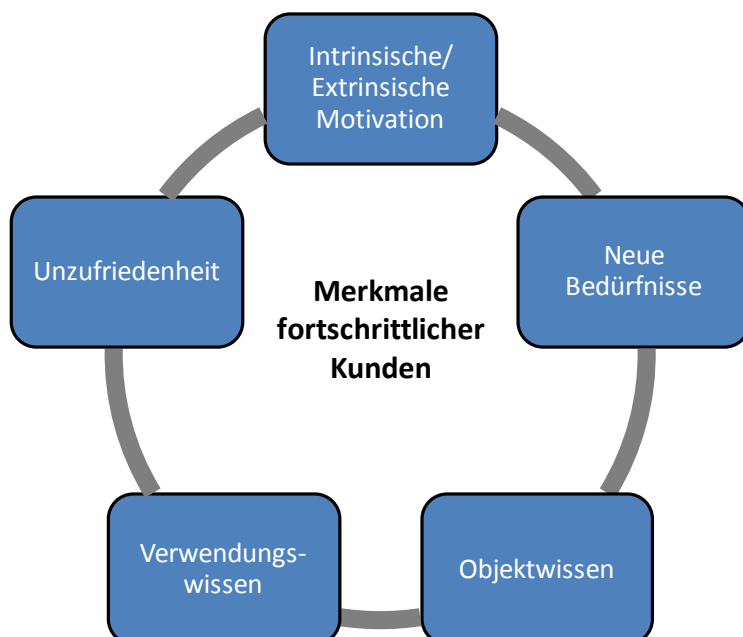 Intrinsische/
Extrinsische
Motivation
Unzufriedenheit
Neue
Bedürfnisse
Merkmale
fortschrittlicher
Kunden
Verwendungs-
wissen
Objektwissen